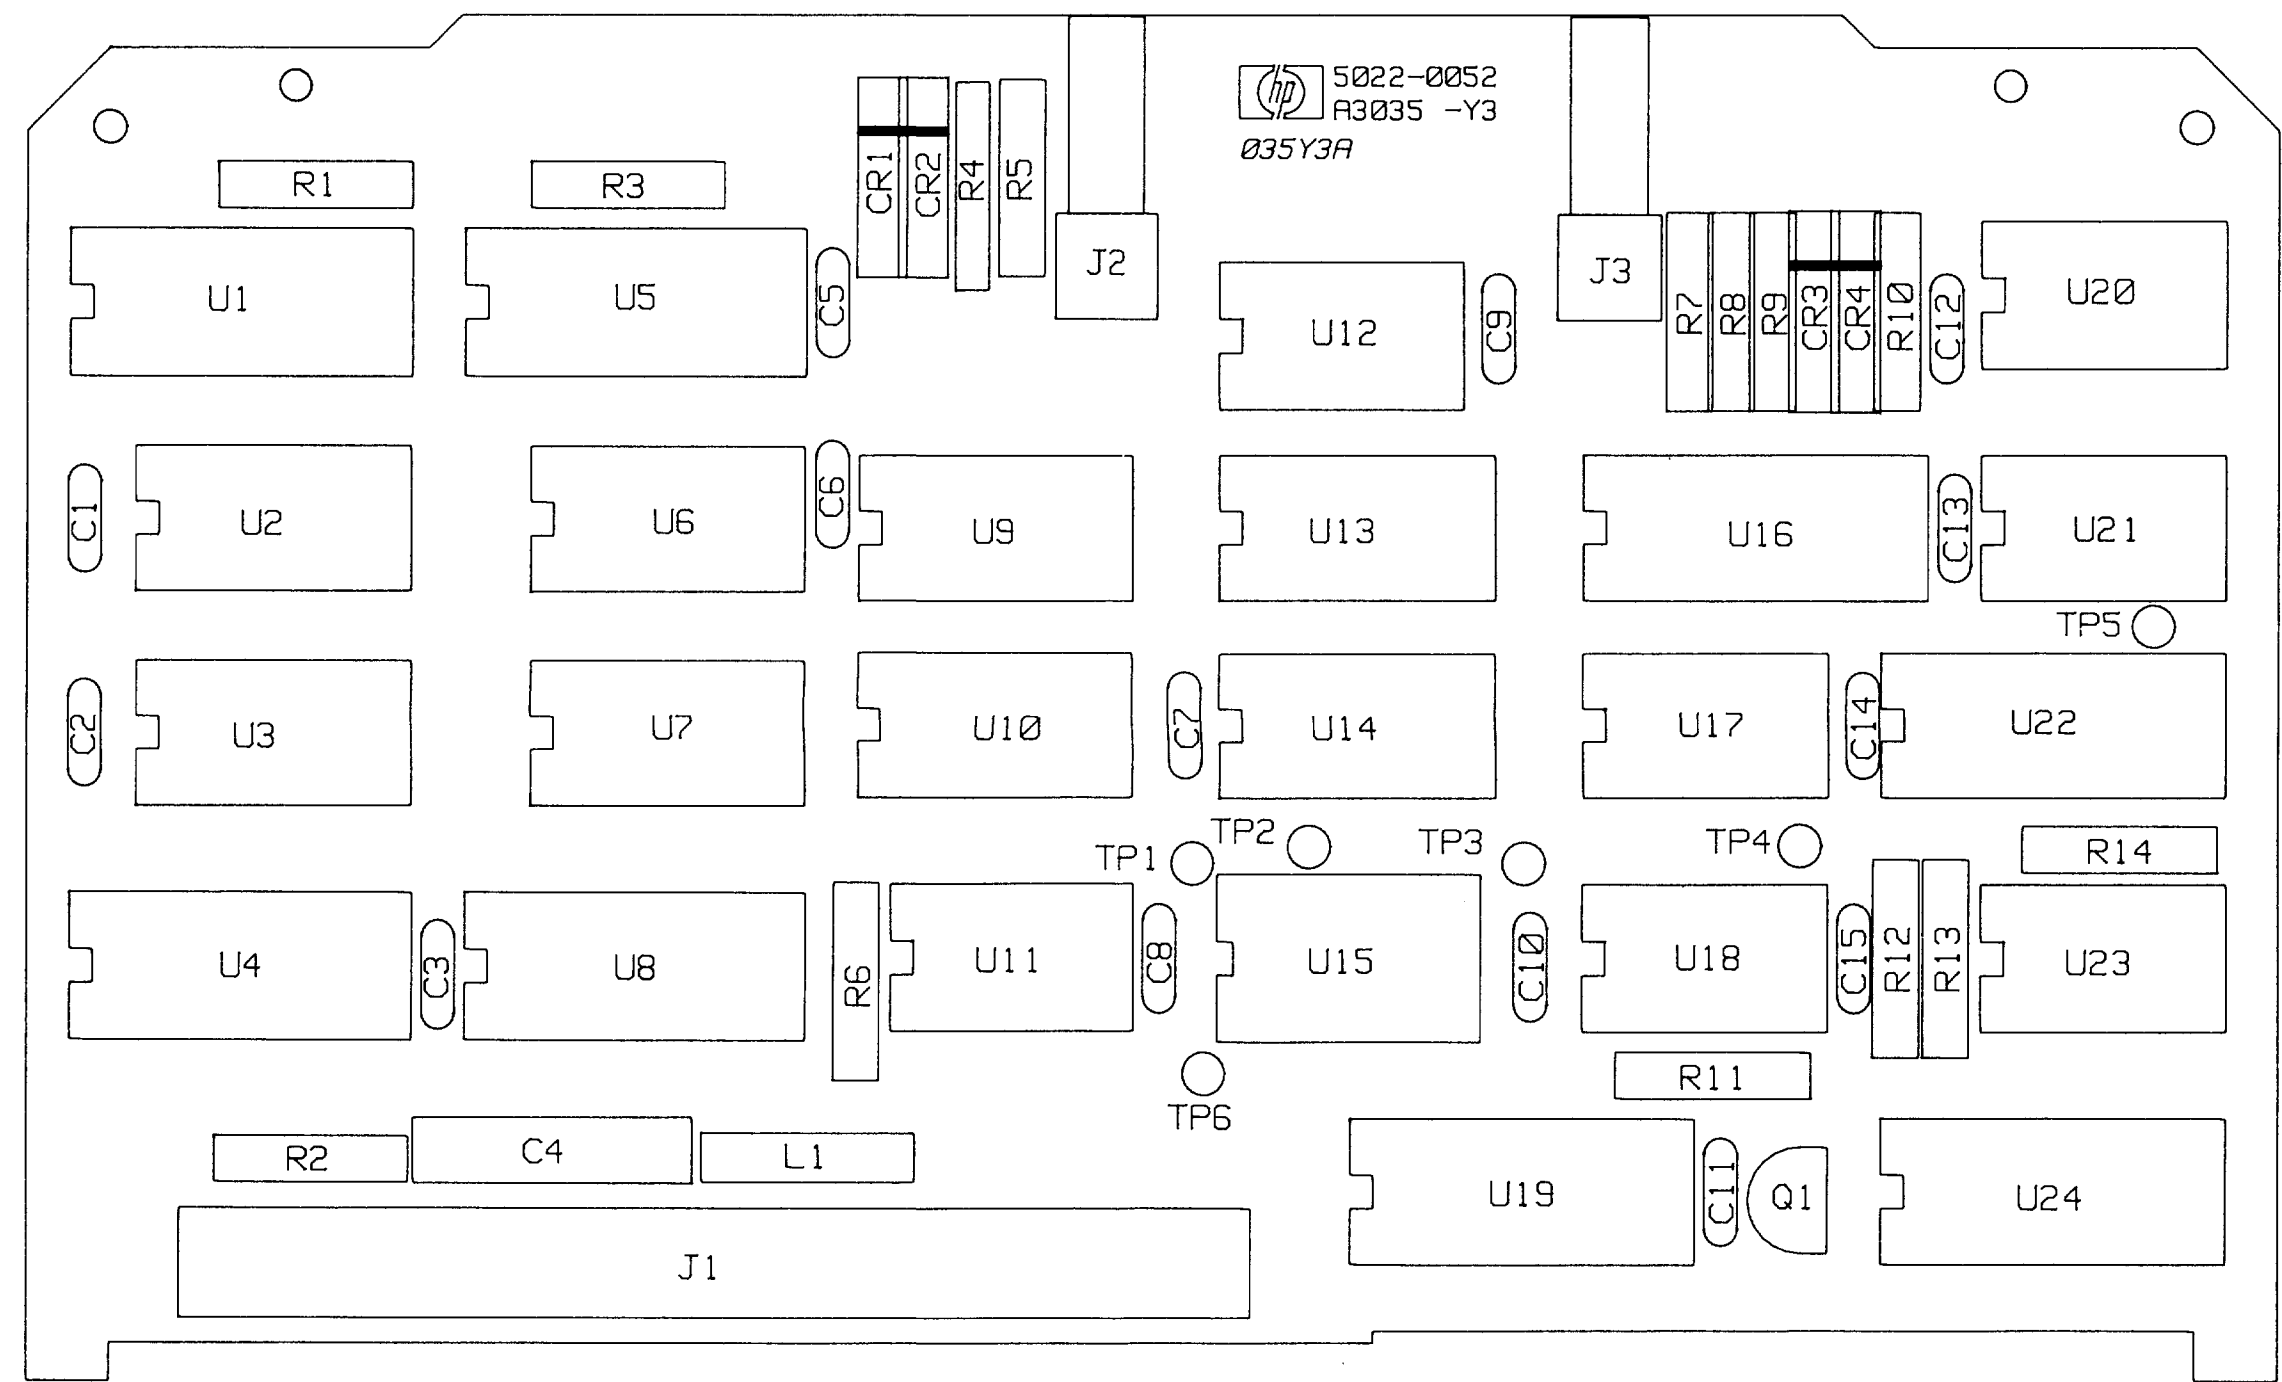 hp 5022-0052
A3035 -Y3
035Y3A
R1 R3 CR1 CR2 R4 R5
U1 U5 C5 J2 U12 C9 J3 R7 R8 R9 CR3 CR4 R10 C12 U20
C1 U2 U6 C6 U9 U13 U16 C13 U21
TP5
C2 U3 U7 U10 C7 U14 U17 C14 U22
TP1 TP2 TP3 TP4 R14
U4 C3 U8 R6 U11 C8 U15 C10 U18 C15 R12 R13 U23
R11
TP6
R2 C4 L1
U19 C11 Q1 U24
J1